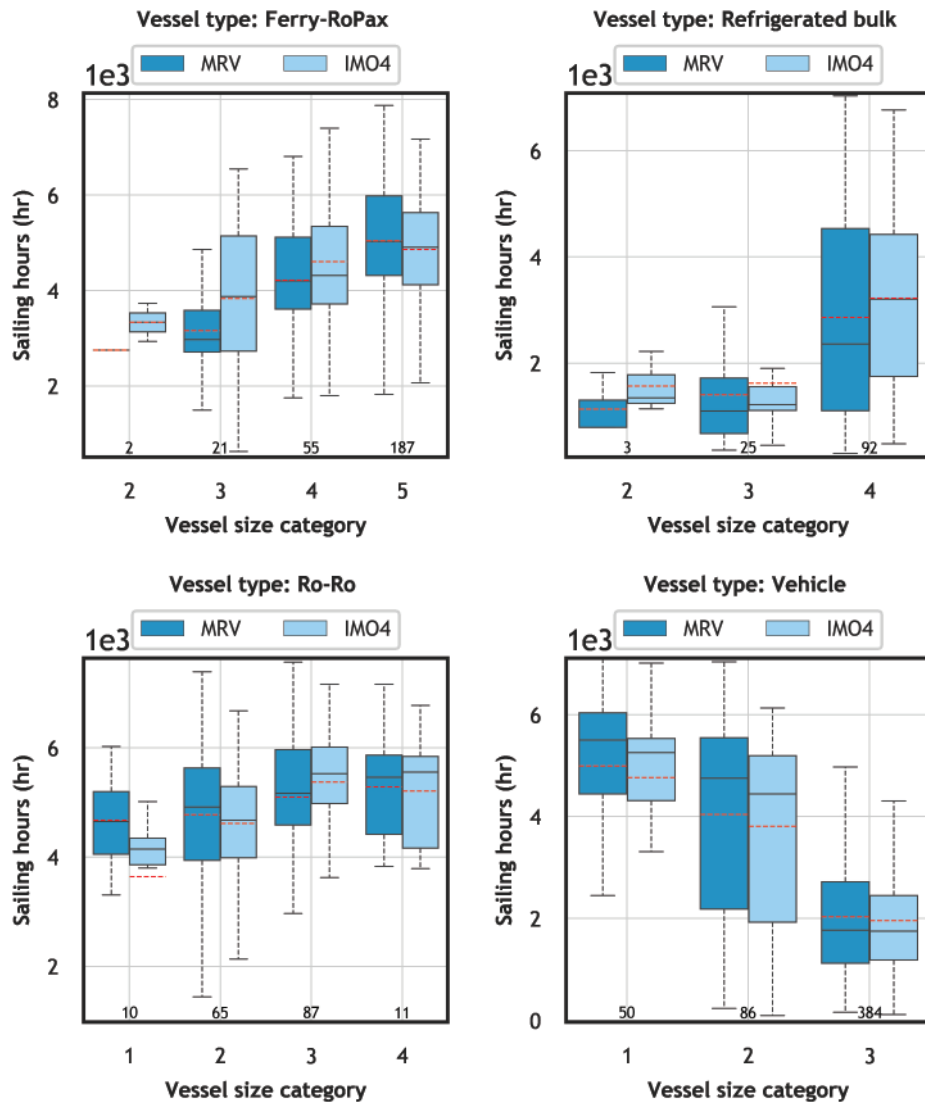 Vessel type: Ferry-RoPax
MRV IMO4
1e3
8
6
4
2
Sailing hours (hr)
2 21 55 187
2 3 4 5
Vessel size category
Vessel type: Refrigerated bulk
MRV IMO4
1e3
6
4
2
0
Sailing hours (hr)
3 25 92
2 3 4
Vessel size category
Vessel type: Ro-Ro
MRV IMO4
1e3
6
4
2
Sailing hours (hr)
10 65 87 11
1 2 3 4
Vessel size category
Vessel type: Vehicle
MRV IMO4
1e3
6
4
2
0
Sailing hours (hr)
50 86 384
1 2 3
Vessel size category